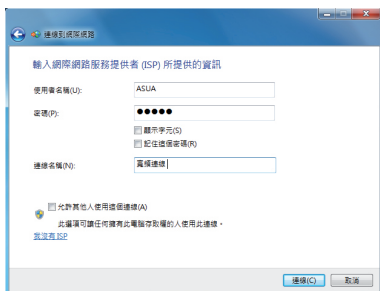 連線到網際網路
輸入網際網路服務提供者 (ISP) 所提供的資訊
使用者名稱(U): ASUA
密碼(P): ●●●●●
顯示字元(S)
記住這個密碼(R)
連線名稱(N): 寬頻連線
允許其他人使用這個連線(A)
此選項可讓任何擁有此電腦存取權的人使用此連線。
我沒有 ISP
連線(C) 取消